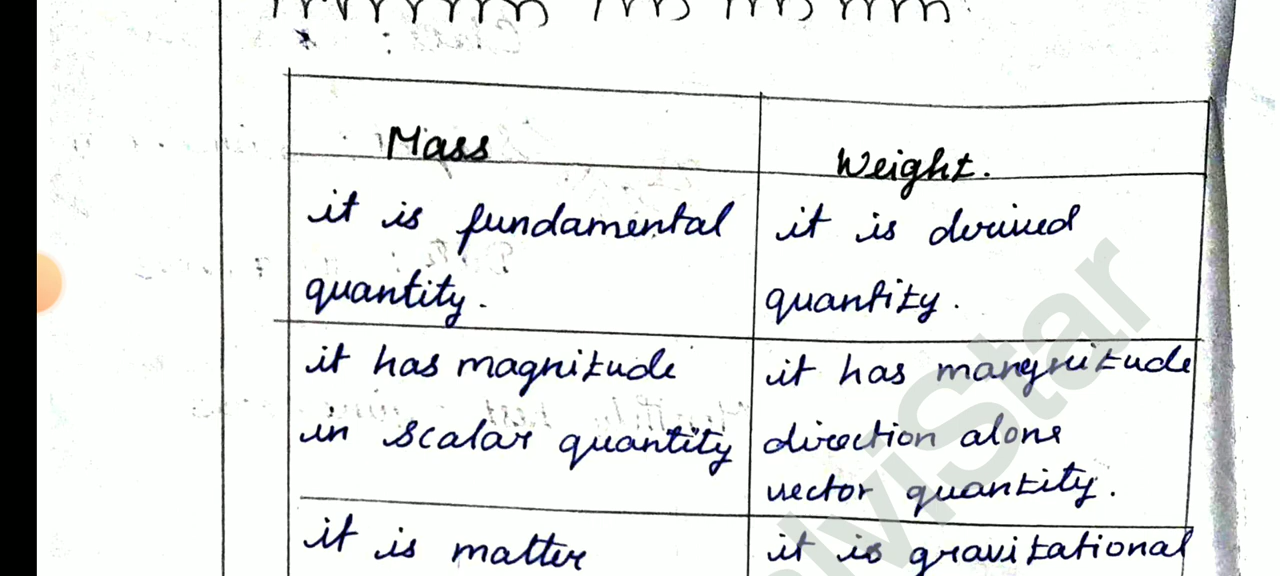 Mass
Weight.
it is fundamental
quantity.
it is derived
quantity.
it has magnitude
in scalar quantity
it has mangnitude
direction alone
vector quantity.
it is matter
it is gravitational